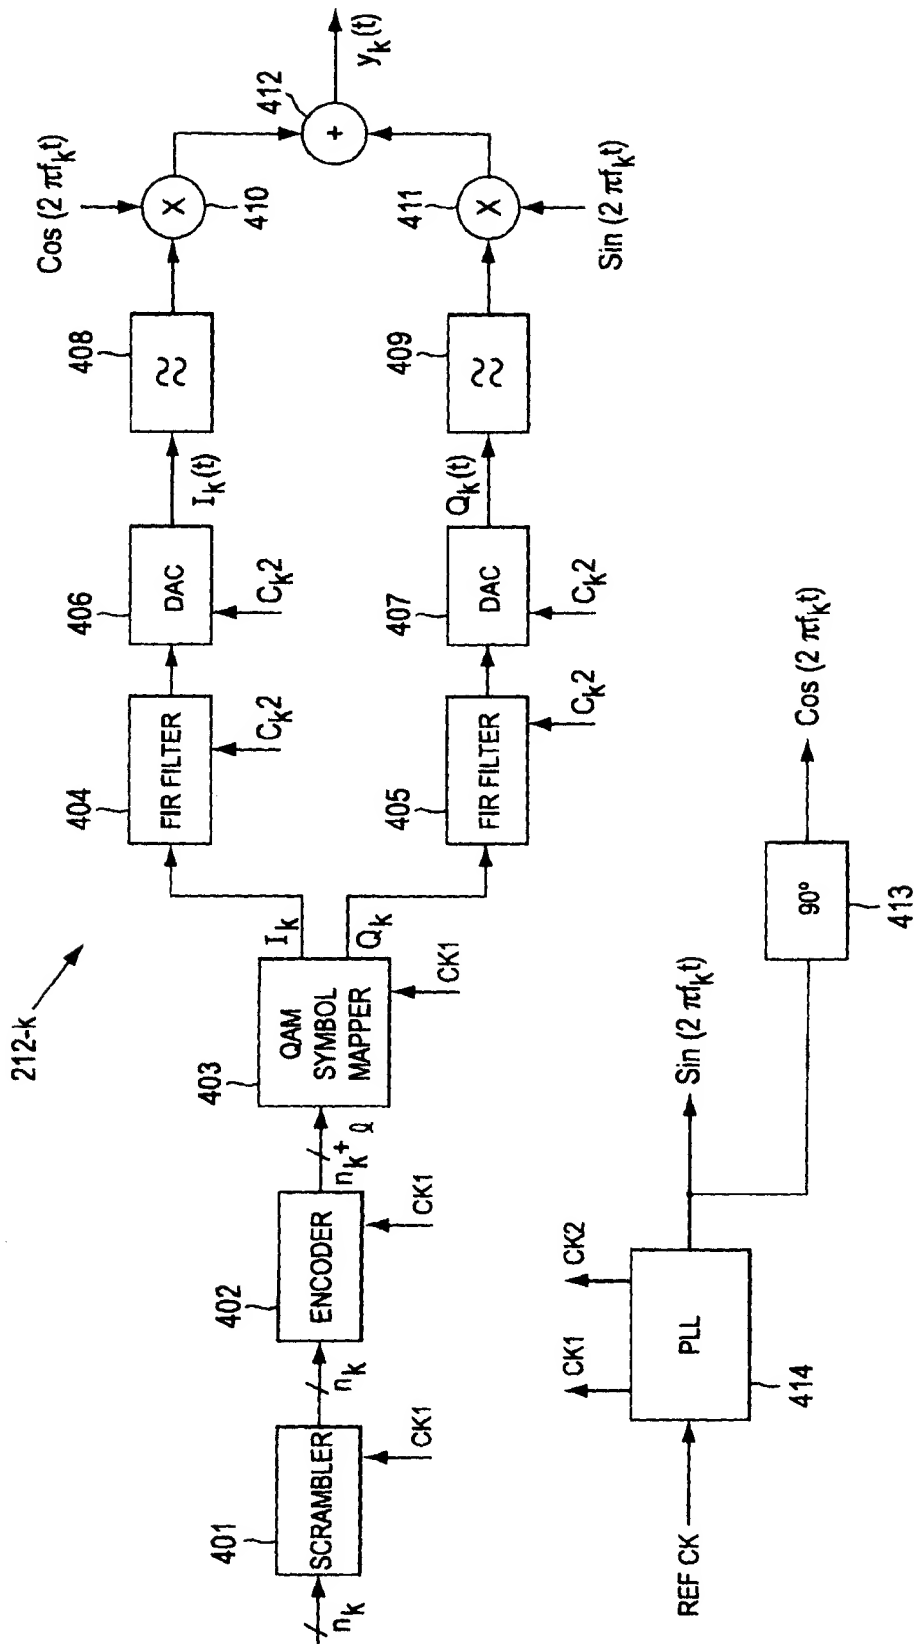 212-k
n_k
401
SCRAMBLER
CK1
n_k
402
ENCODER
CK1
n_k+ℓ
403
QAM
SYMBOL
MAPPER
CK1
I_k
Q_k
404
FIR FILTER
C_k2
406
DAC
C_k2
I_k(t)
408
Cos (2 πf_kt)
X
410
405
FIR FILTER
C_k2
407
DAC
C_k2
Q_k(t)
409
411
X
Sin (2 πf_kt)
412
+
y_k(t)
REF CK
PLL
414
CK1
CK2
Sin (2 πf_kt)
90°
413
Cos (2 πf_kt)